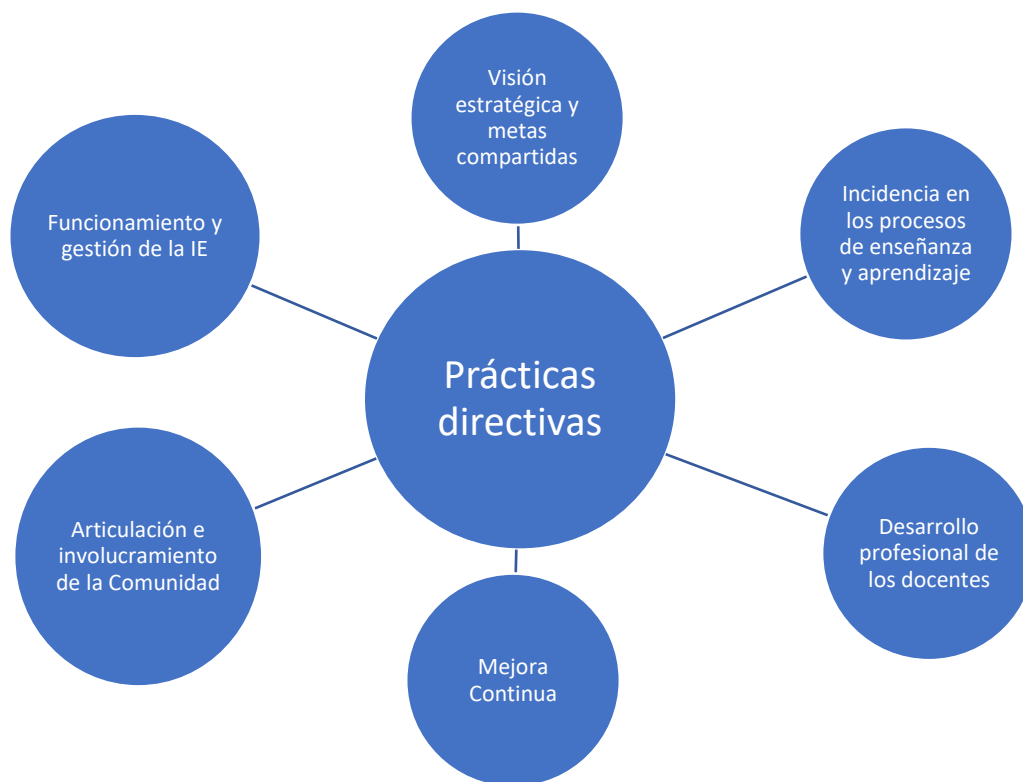 Visión
estratégica y
metas
compartidas
Funcionamiento y
gestión de la IE
Incidencia en
los procesos
de enseñanza
y aprendizaje
Prácticas
directivas
Articulación e
involucramiento
de la Comunidad
Desarrollo
profesional de
los docentes
Mejora
Continua